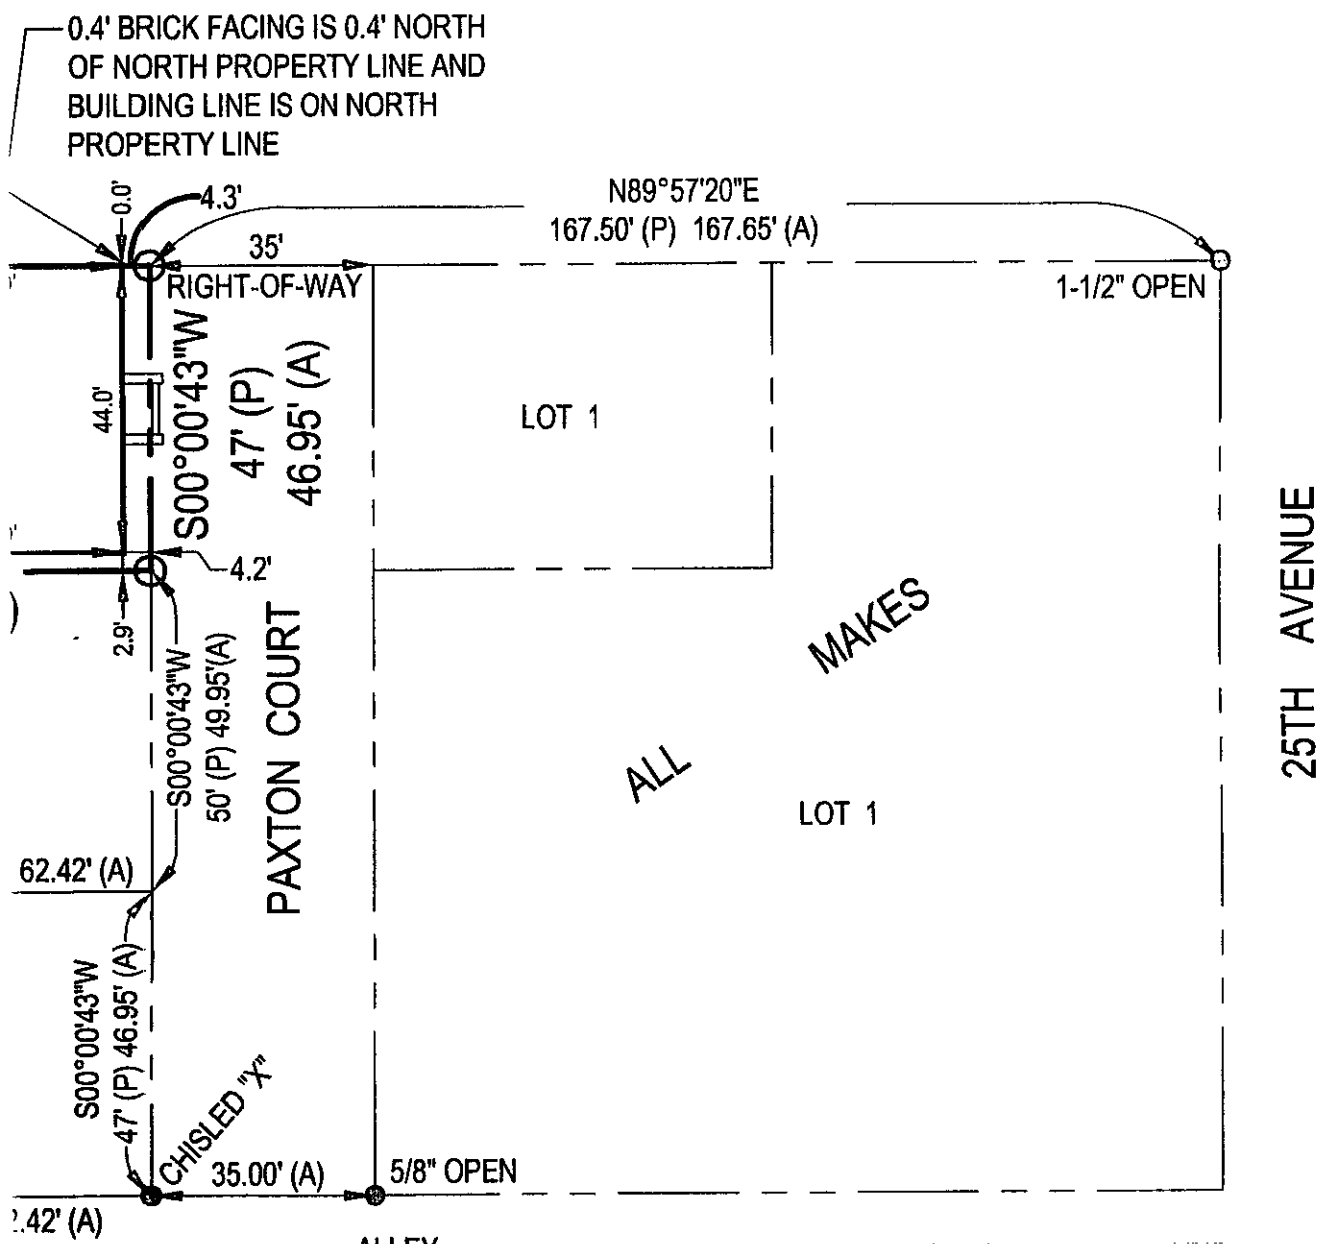 0.4' BRICK FACING IS 0.4' NORTH
OF NORTH PROPERTY LINE AND
BUILDING LINE IS ON NORTH
PROPERTY LINE
0.0'
4.3'
N89°57'20"E
167.50' (P) 167.65' (A)
35'
RIGHT-OF-WAY
1-1/2" OPEN
S00°00'43"W
47' (P)
46.95' (A)
44.0'
LOT 1
4.2'
2.9'
)
S00°00'43"W
50' (P) 49.95'(A)
PAXTON COURT
MAKES
ALL
LOT 1
25TH AVENUE
62.42' (A)
S00°00'43"W
47' (P) 46.95' (A)
CHISLED "X"
35.00' (A)
5/8" OPEN
.42' (A)
ALLEY